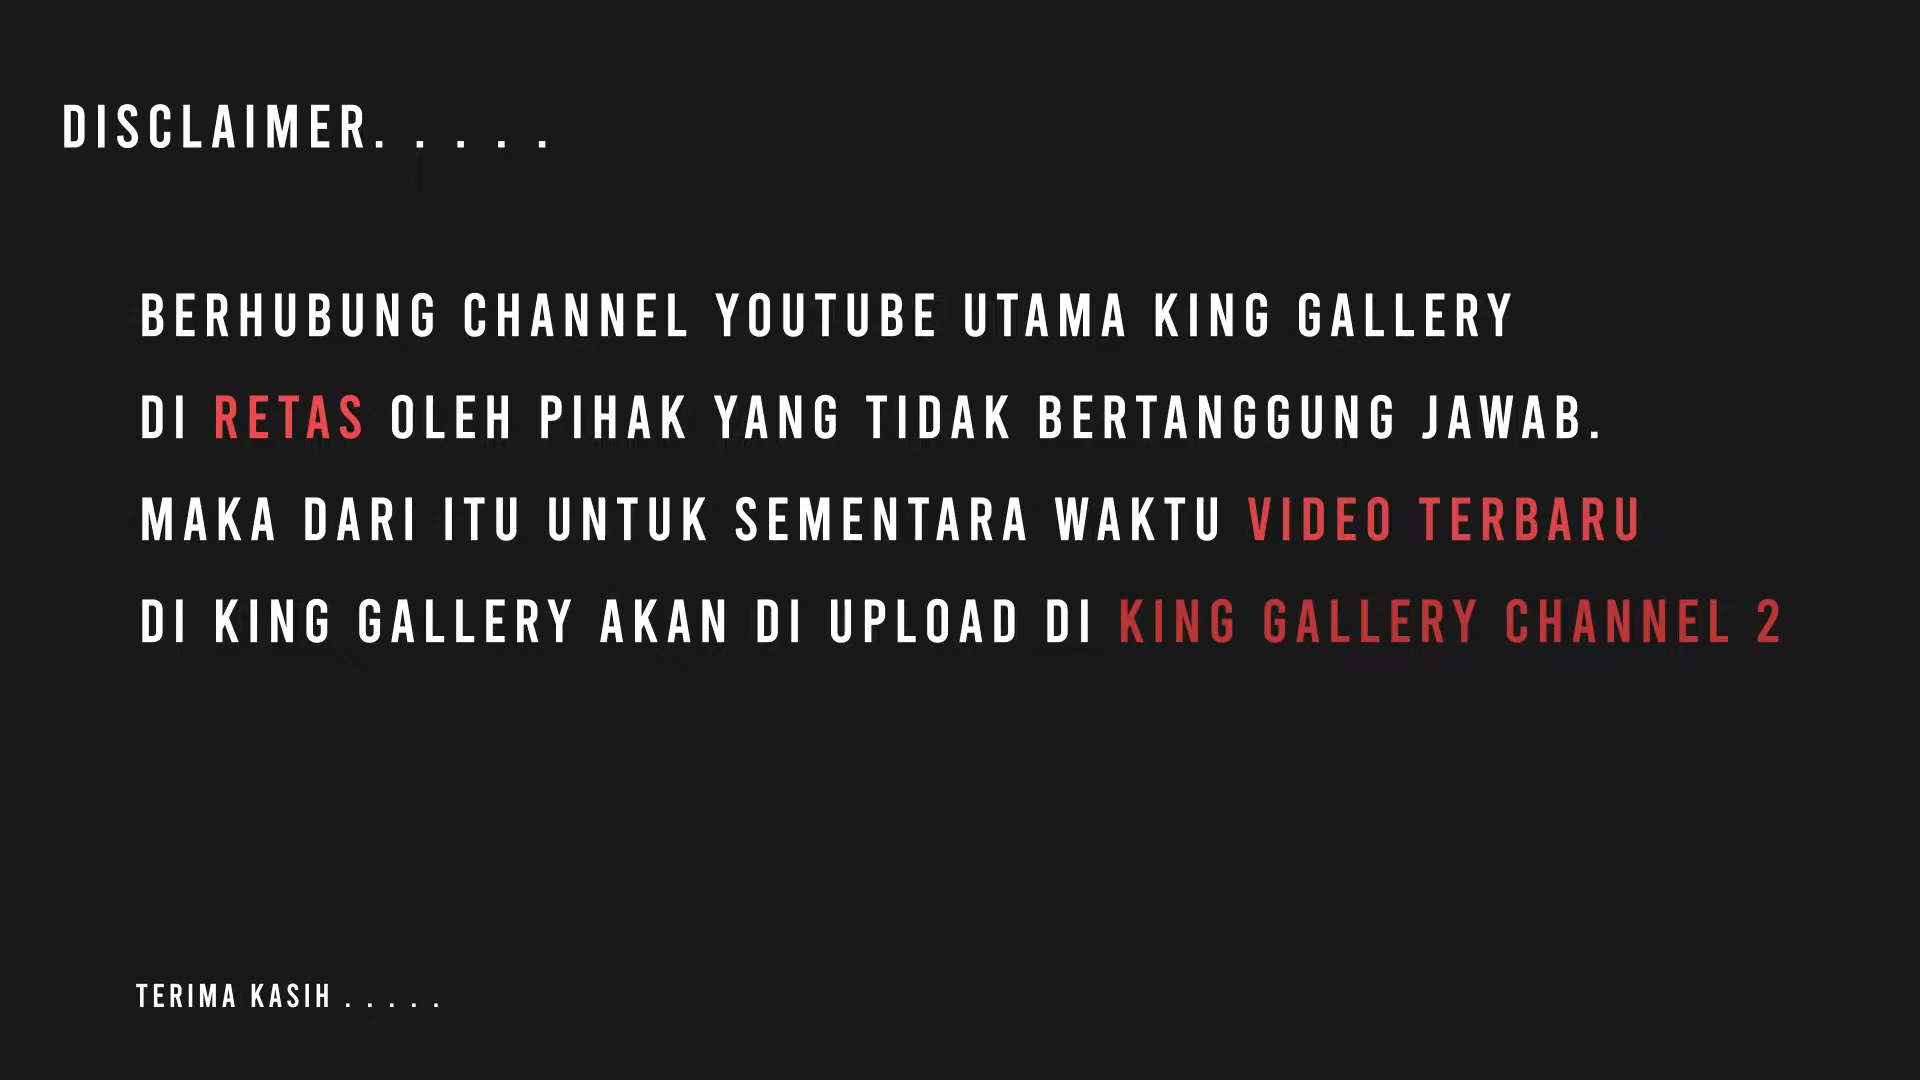 DISCLAIMER. . . . .
BERHUBUNG CHANNEL YOUTUBE UTAMA KING GALLERY
DI RETAS OLEH PIHAK YANG TIDAK BERTANGGUNG JAWAB.
MAKA DARI ITU UNTUK SEMENTARA WAKTU VIDEO TERBARU
DI KING GALLERY AKAN DI UPLOAD DI KING GALLERY CHANNEL 2
TERIMA KASIH . . . . .